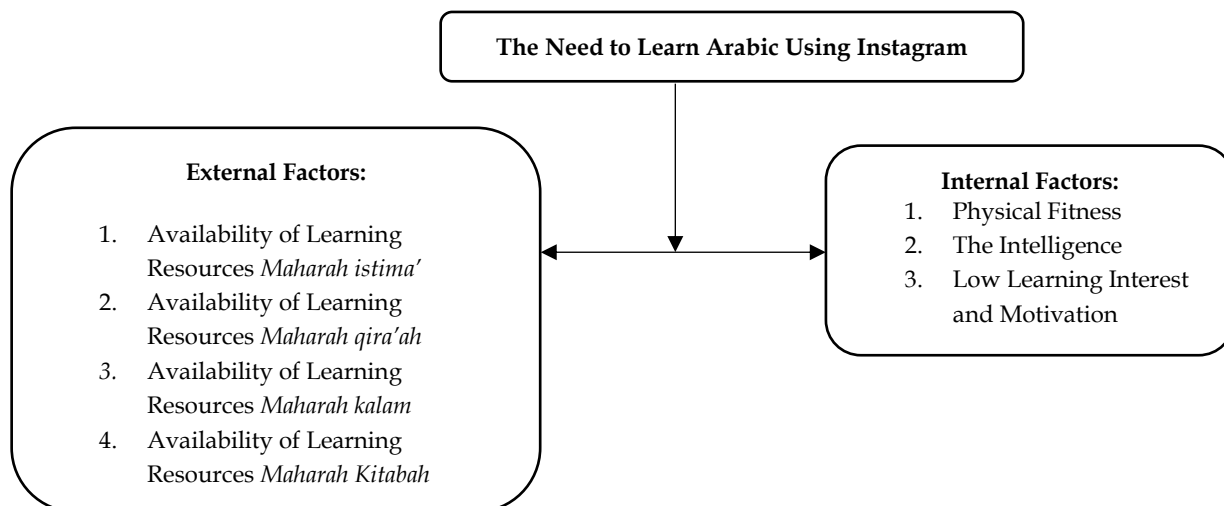 The Need to Learn Arabic Using Instagram
External Factors:
1. Availability of Learning
Resources Maharah istima’
2. Availability of Learning
Resources Maharah qira’ah
3. Availability of Learning
Resources Maharah kalam
4. Availability of Learning
Resources Maharah Kitabah
Internal Factors:
1. Physical Fitness
2. The Intelligence
3. Low Learning Interest
and Motivation